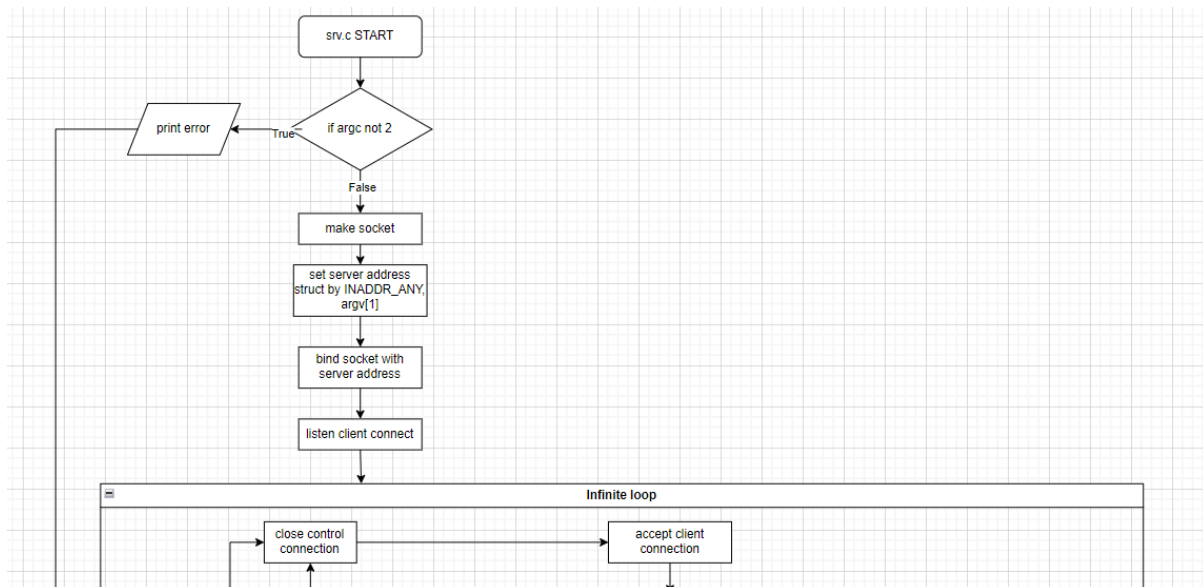 srv.c START
print error
True
if argc not 2
False
make socket
set server address
struct by INADDR_ANY,
argv[1]
bind socket with
server address
listen client connect
Infinite loop
close control
connection
accept client
connection